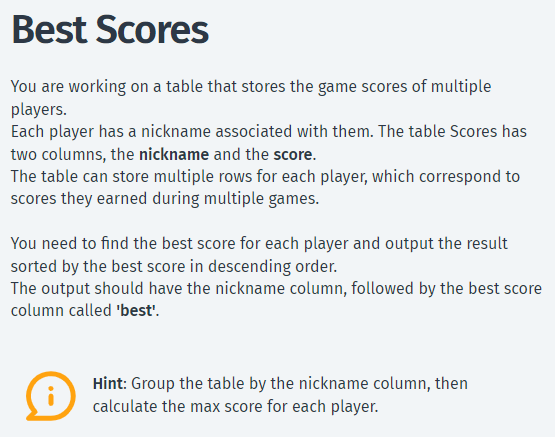 Best Scores
You are working on a table that stores the game scores of multiple
players.
Each player has a nickname associated with them. The table Scores has
two columns, the nickname and the score.
The table can store multiple rows for each player, which correspond to
scores they earned during multiple games.
You need to find the best score for each player and output the result
sorted by the best score in descending order.
The output should have the nickname column, followed by the best score
column called 'best'.
Hint: Group the table by the nickname column, then
calculate the max score for each player.